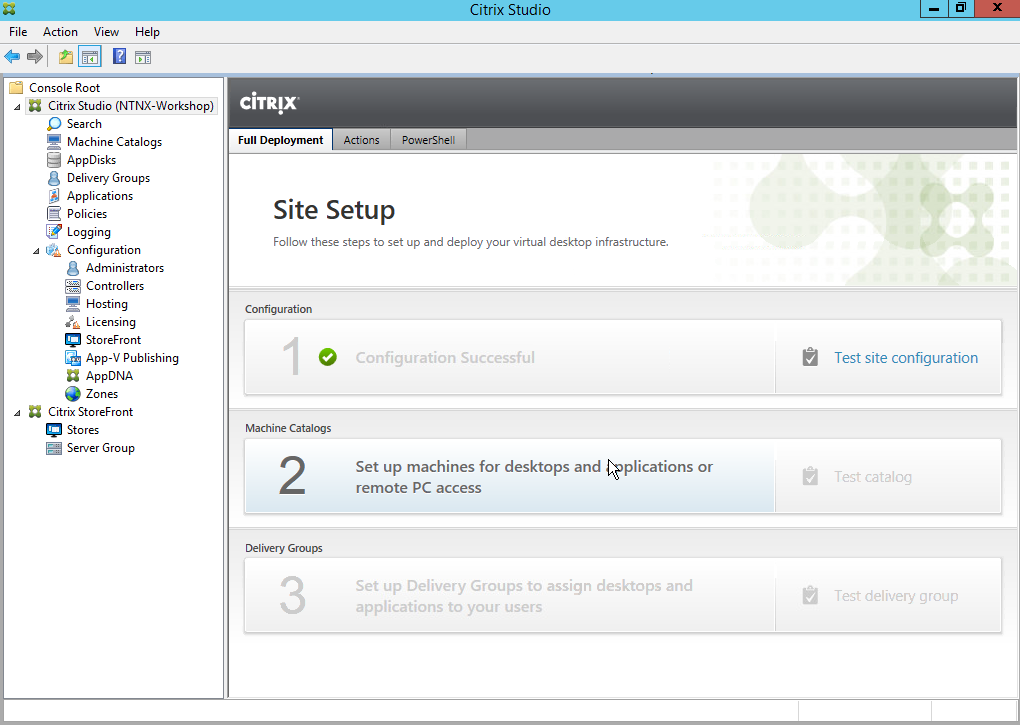 Citrix Studio
File Action View Help
Console Root
Citrix Studio (NTNX-Workshop)
Search
Machine Catalogs
AppDisks
Delivery Groups
Applications
Policies
Logging
Configuration
Administrators
Controllers
Hosting
Licensing
StoreFront
App-V Publishing
AppDNA
Zones
Citrix StoreFront
Stores
Server Group
CİTRIX
Full Deployment Actions PowerShell
Site Setup
Follow these steps to set up and deploy your virtual desktop infrastructure.
Configuration
1 Configuration Successful Test site configuration
Machine Catalogs
2 Set up machines for desktops and applications or
remote PC access
Test catalog
Delivery Groups
3 Set up Delivery Groups to assign desktops and
applications to your users
Test delivery group